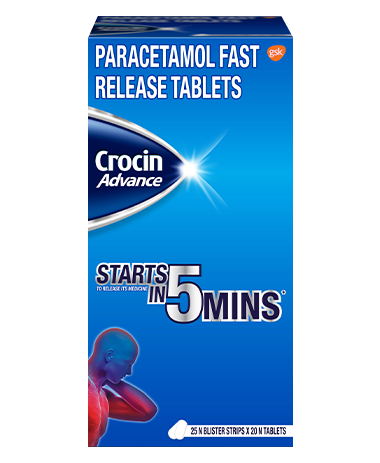 PARACETAMOL FAST
RELEASE TABLETS
gsk
Crocin
Advance
STARTS
TO RELEASE ITS MEDICINE
IN
5
MINS
25 N BLISTER STRIPS X 20 N TABLETS